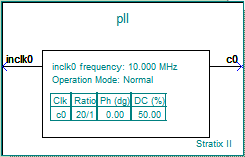 pll
inclk0
c0
inclk0 frequency: 10.000 MHz
Operation Mode: Normal
Clk Ratio Ph (dg) DC (%)
c0 20/1 0.00 50.00
Stratix II